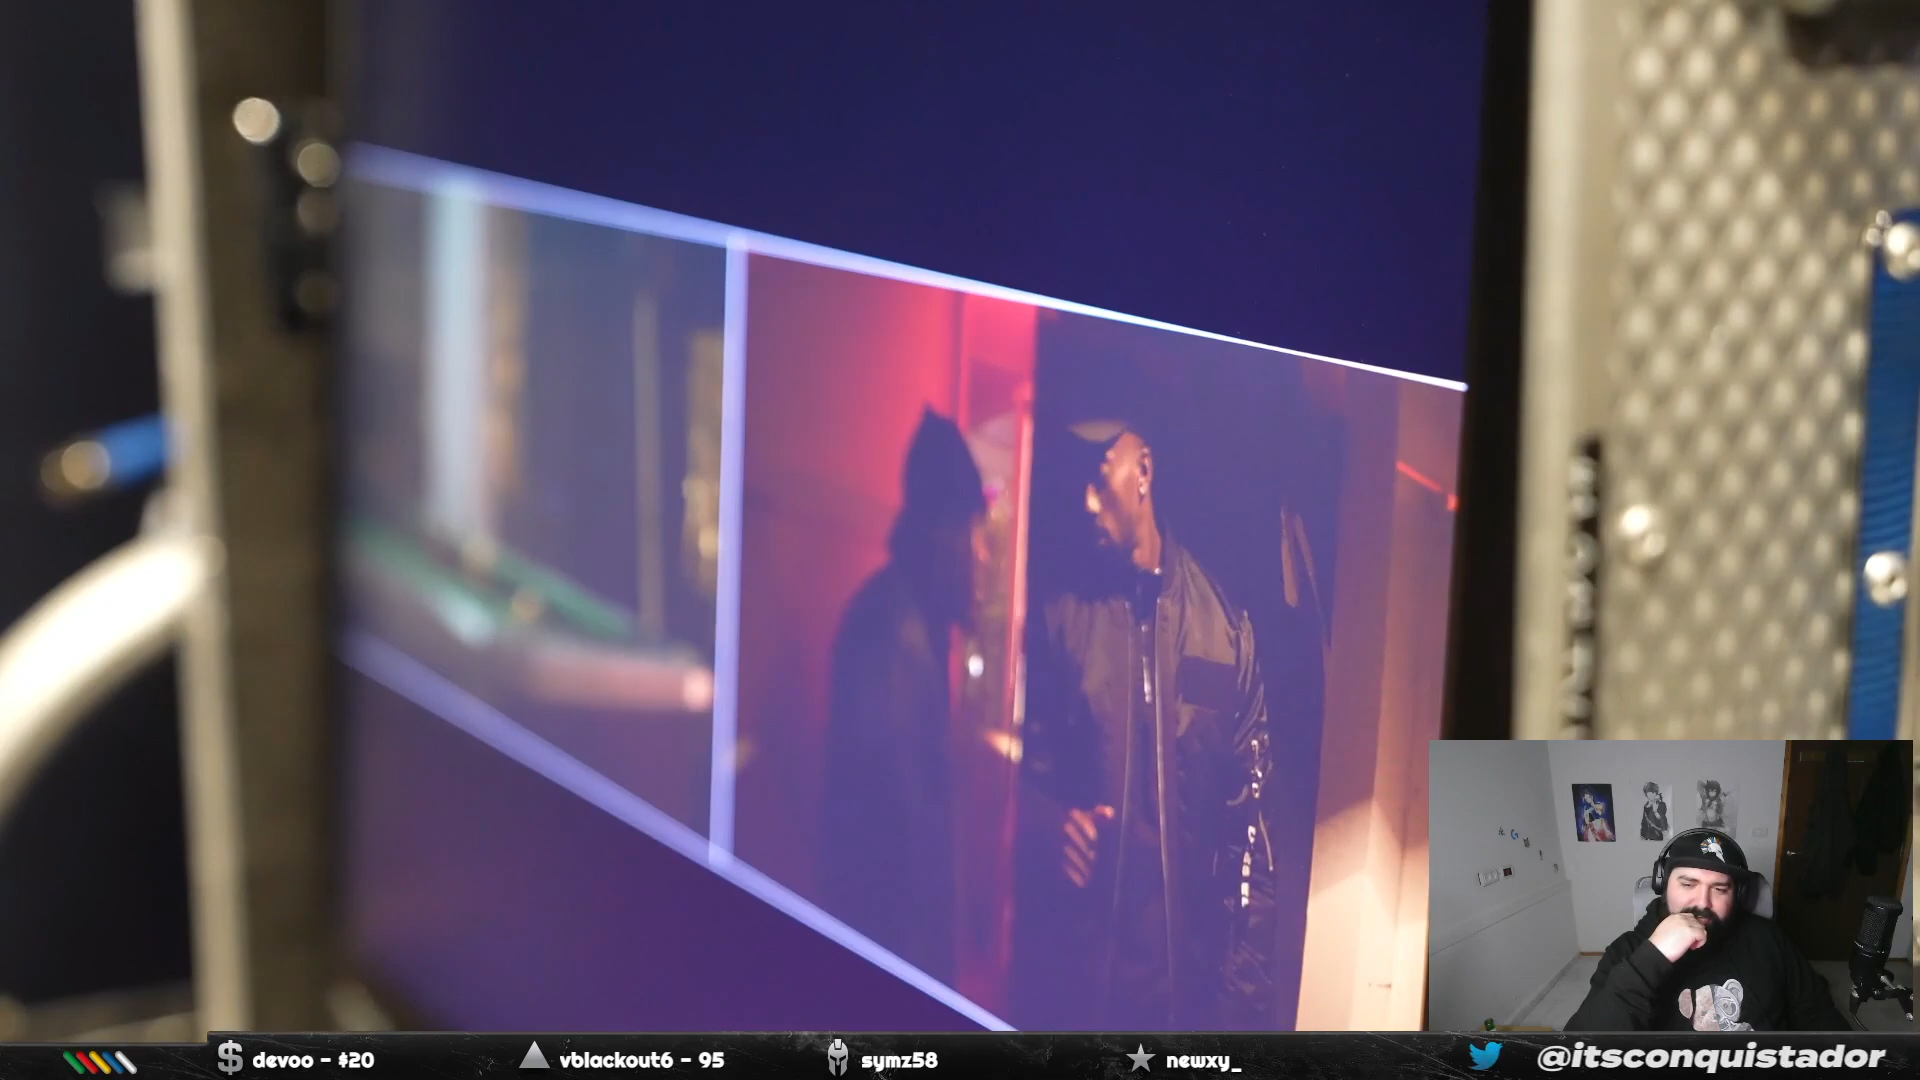 devoo - $20
vblackout6 - 95
symz58
newxy_
@itsconquistador